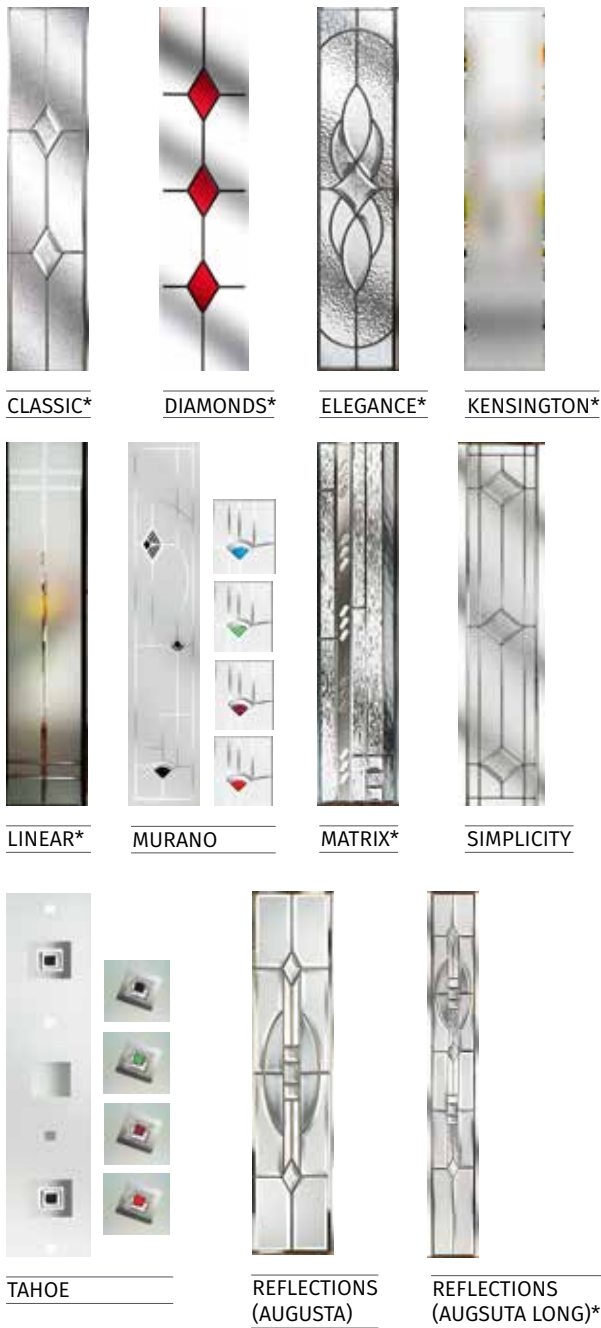 CLASSIC*
DIAMONDS*
ELEGANCE*
KENSINGTON*
LINEAR*
MURANO
MATRIX*
SIMPLICITY
TAHOE
REFLECTIONS
(AUGUSTA)
REFLECTIONS
(AUGSUTA LONG)*